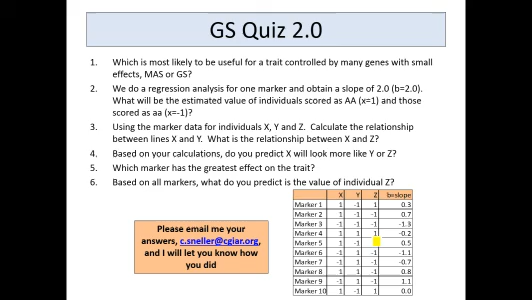 GS Quiz 2.0
1. Which is most likely to be useful for a trait controlled by many genes with small
effects, MAS or GS?
2. We do a regression analysis for one marker and obtain a slope of 2.0 (b=2.0).
What will be the estimated value of individuals scored as AA (x=1) and those
scored as aa (x=-1)?
3. Using the marker data for individuals X, Y and Z. Calculate the relationship
between lines X and Y. What is the relationship between X and Z?
4. Based on your calculations, do you predict X will look more like Y or Z?
5. Which marker has the greatest effect on the trait?
6. Based on all markers, what do you predict is the value of individual Z?
Please email me your
answers, c.sneller@cgiar.org,
and I will let you know how
you did
X Y Z b=slope
Marker 1 1 -1 1 0.3
Marker 2 1 -1 -1 0.7
Marker 3 -1 -1 -1 -1.3
Marker 4 1 1 1 -0.2
Marker 5 -1 1 0.5
Marker 6 -1 1 -1 -1.1
Marker 7 -1 1 -1 -0.7
Marker 8 1 -1 1 0.8
Marker 9 -1 1 -1 1.1
Marker 10 1 -1 1 0.0